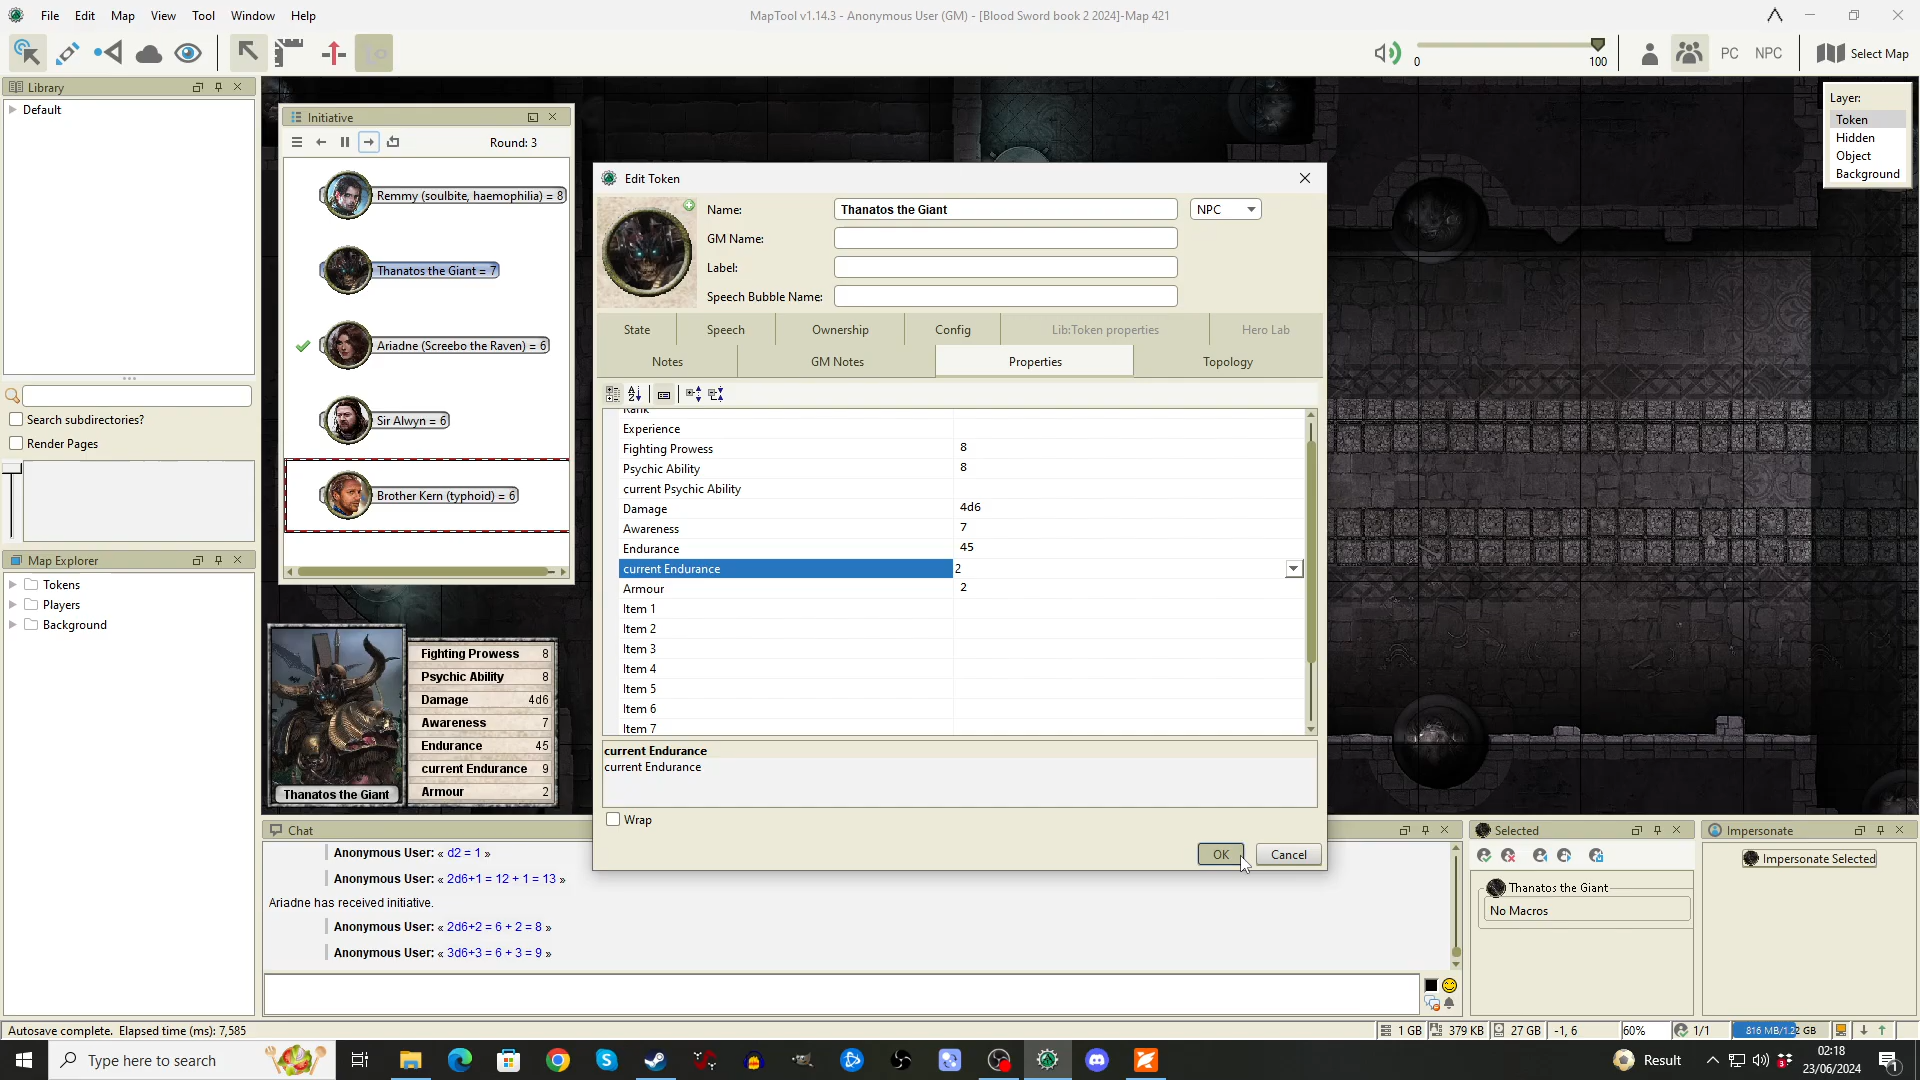 File Edit Map View Tool Window Help
MapTool v1.14.3 - Anonymous User (GM) - [Blood Sword book 2 2024]-Map 421
0
100
PC
NPC
Select Map
Library
Default
Search subdirectories?
Render Pages
Map Explorer
Tokens
Players
Background
Initiative
Round: 3
Remmy (soulbite, haemophilia) = 8
Thanatos the Giant = 7
Ariadne (Screebo the Raven) = 6
Sir Alwyn = 6
Brother Kern (typhoid) = 6
Fighting Prowess 8
Psychic Ability 8
Damage 4d6
Awareness 7
Endurance 45
current Endurance 9
Armour 2
Thanatos the Giant
Edit Token
Name:
Thanatos the Giant
NPC
GM Name:
Label:
Speech Bubble Name:
State
Speech
Ownership
Config
Lib:Token properties
Hero Lab
Notes
GM Notes
Properties
Topology
Rank
Experience
Fighting Prowess 8
Psychic Ability 8
current Psychic Ability
Damage 4d6
Awareness 7
Endurance 45
current Endurance 2
Armour 2
Item 1
Item 2
Item 3
Item 4
Item 5
Item 6
Item 7
current Endurance
current Endurance
Wrap
OK
Cancel
Layer:
Token
Hidden
Object
Background
Chat
Anonymous User: « d2 = 1 »
Anonymous User: « 2d6+1 = 12 + 1 = 13 »
Ariadne has received initiative.
Anonymous User: « 2d6+2 = 6 + 2 = 8 »
Anonymous User: « 3d6+3 = 6 + 3 = 9 »
Selected
Thanatos the Giant
No Macros
Impersonate
Impersonate Selected
Autosave complete. Elapsed time (ms): 7,585
1 GB
379 KB
27 GB
-1, 6
60%
1/1
816 MB/1.22 GB
Type here to search
Result
02:18
23/06/2024
1